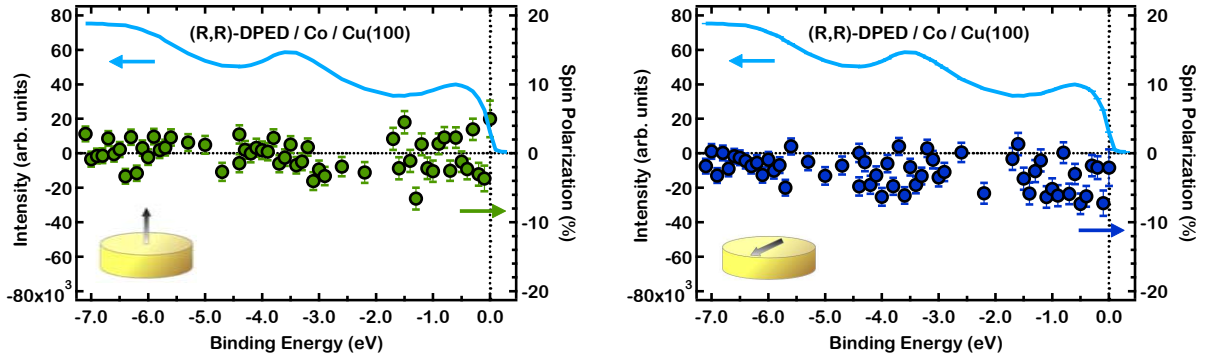 (R,R)-DPED / Co / Cu(100)
Intensity (arb. units)
80
60
40
20
0
-20
-40
-60
-80x10³
20
10
0
-10
-20
Spin Polarization (%)
-7.0 -6.0 -5.0 -4.0 -3.0 -2.0 -1.0 0.0
Binding Energy (eV)
(R,R)-DPED / Co / Cu(100)
Intensity (arb. units)
80
60
40
20
0
-20
-40
-60
-80x10³
20
10
0
-10
-20
Spin Polarization (%)
-7.0 -6.0 -5.0 -4.0 -3.0 -2.0 -1.0 0.0
Binding Energy (eV)